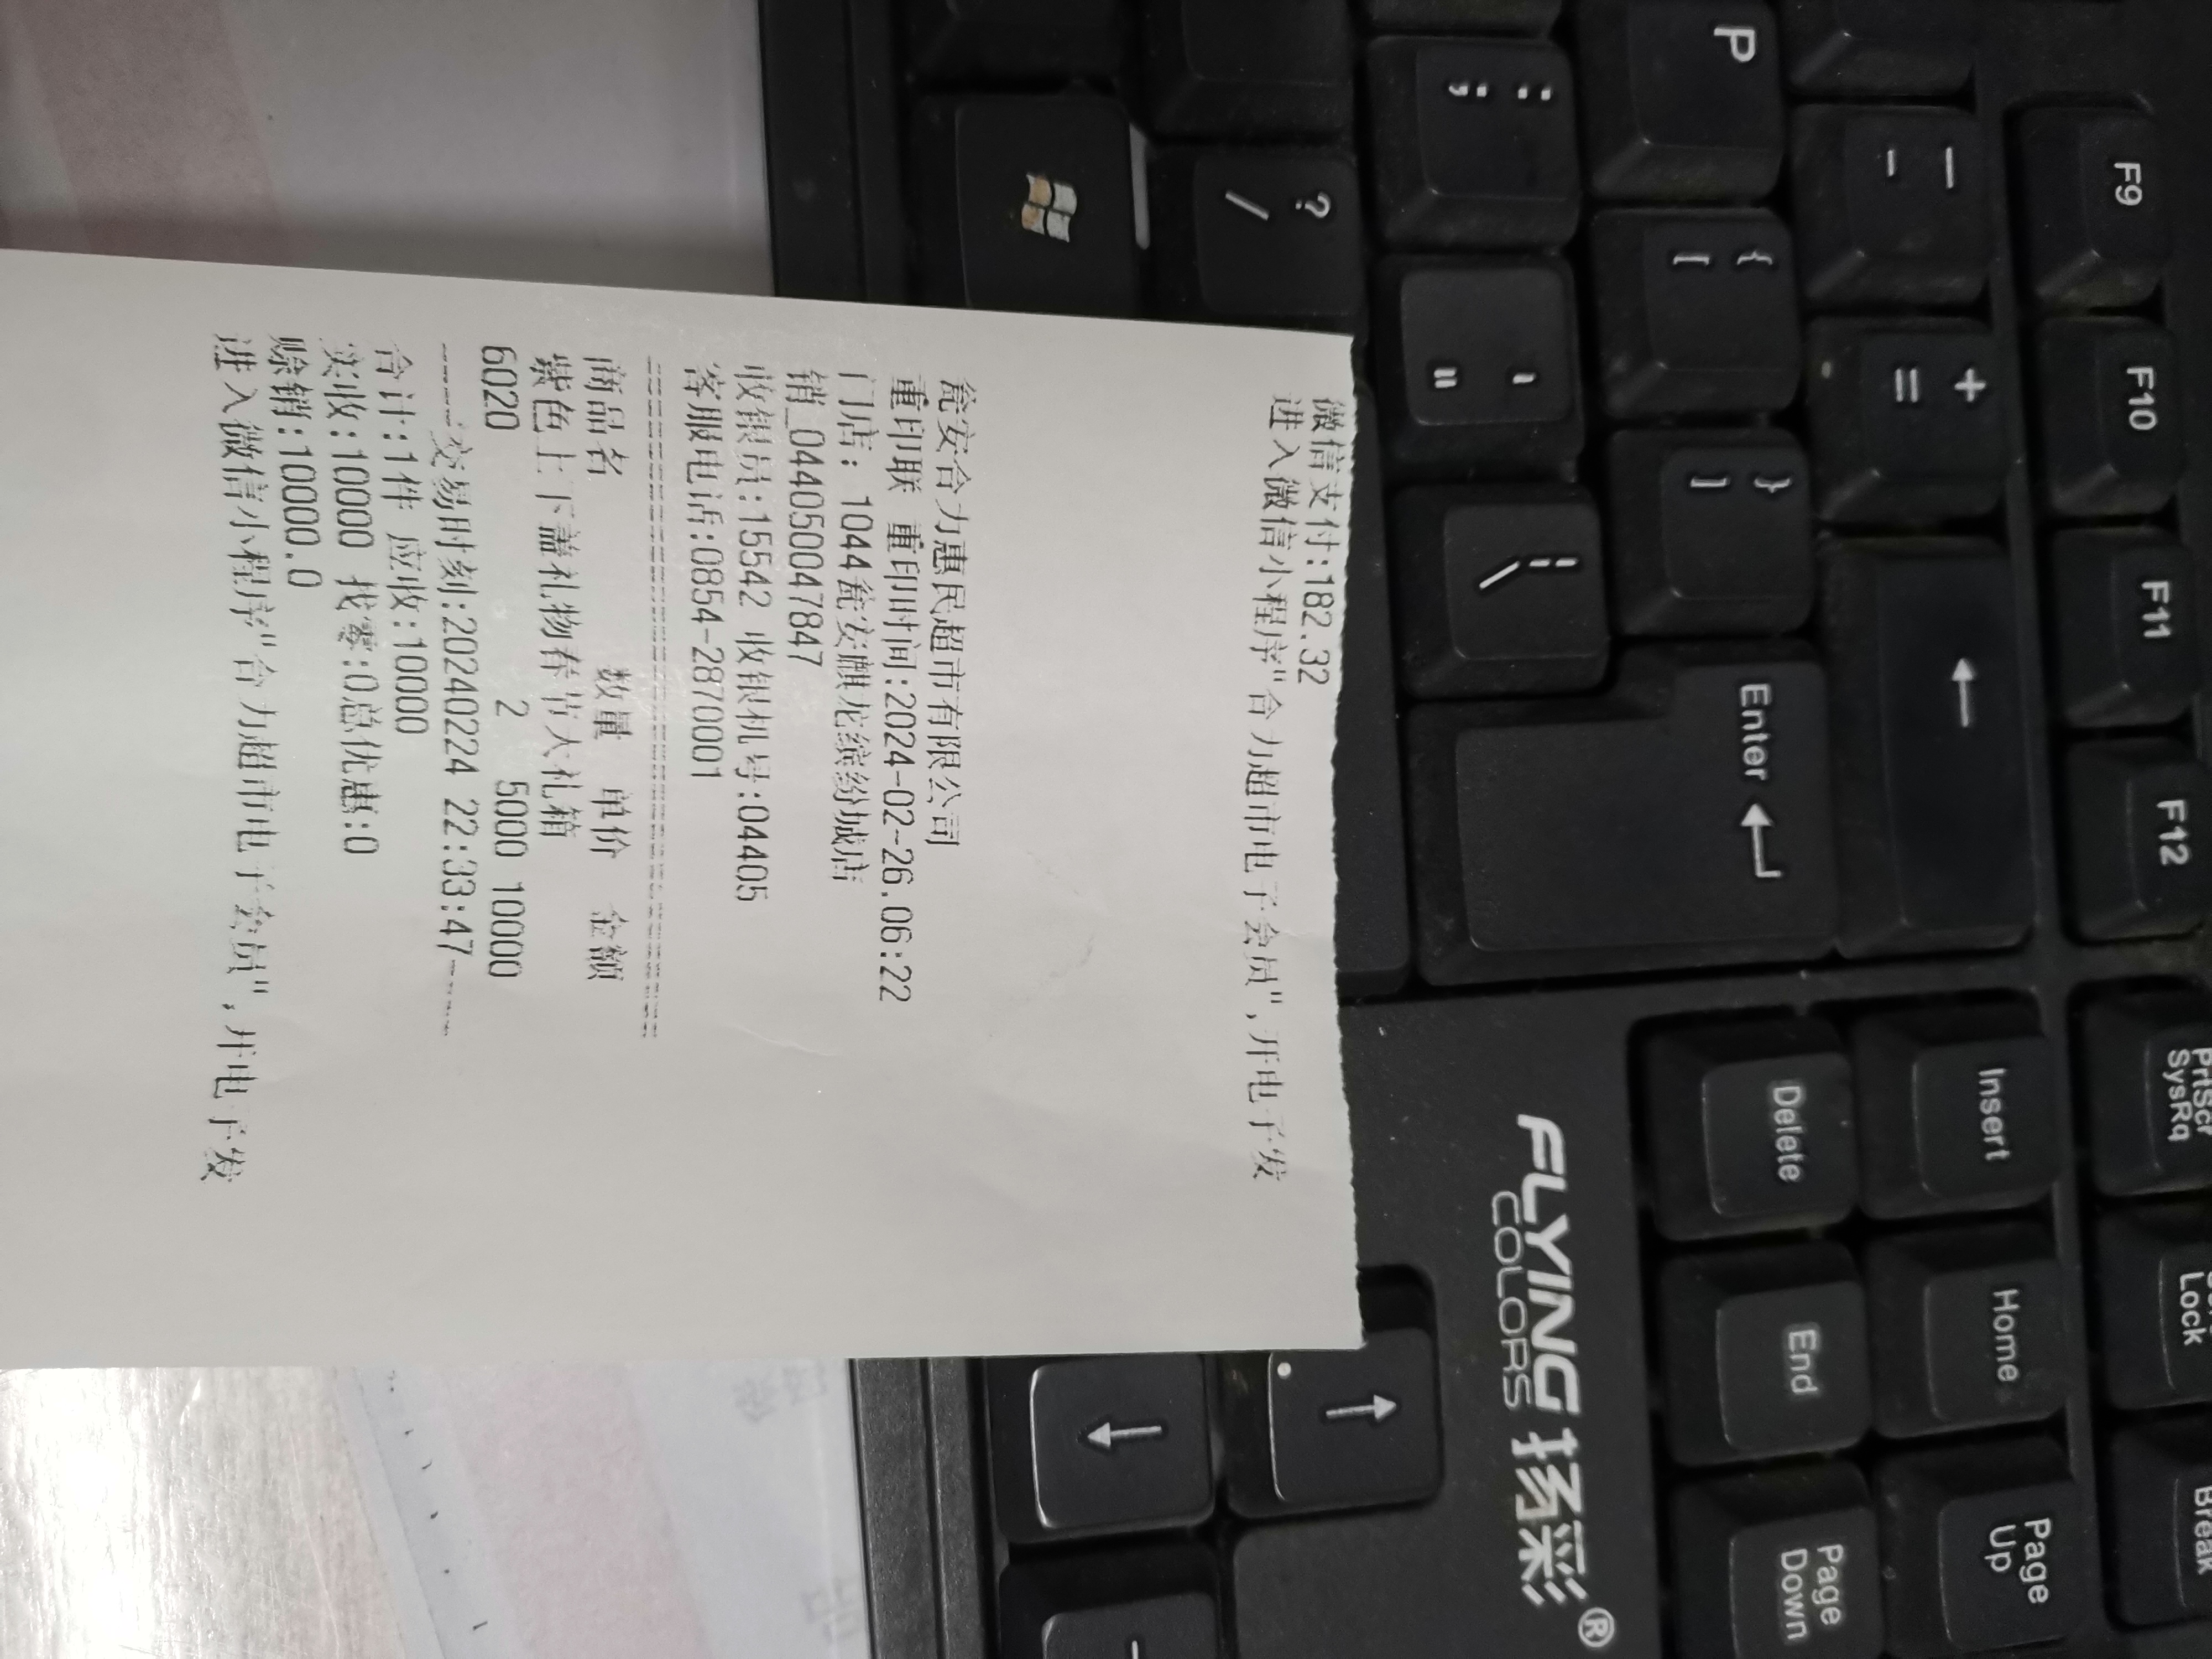 微信支付:182.32
进入微信小程序"合力超市电子会员",开电子发
瓮安合力惠民超市有限公司
重印联 重印时间:2024-02-26.06:22
门店: 1044瓮安麒龙缤纷城店
销_044050047847
收银员:15542 收银机号:04405
客服电话:0854-2870001
商品名 数量 单价 金额
紫色上下盖礼物春节大礼箱
6020 2 5000 10000
-----交易时刻:20240224 22:33:47-----
合计:1件 应收:10000
实收:10000 找零:0总优惠:0
赊销:10000.0
进入微信小程序"合力超市电子会员",开电子发
P
: ;
? /
" '
{ [
} ]
| \
_ -
+ =
Enter
F9
F10
F11
F12
Delete
Insert
End
Home
Page Down
Page Up
PrtScr
SysRq
Lock
Break
FLYING 扬彩®
COLORS